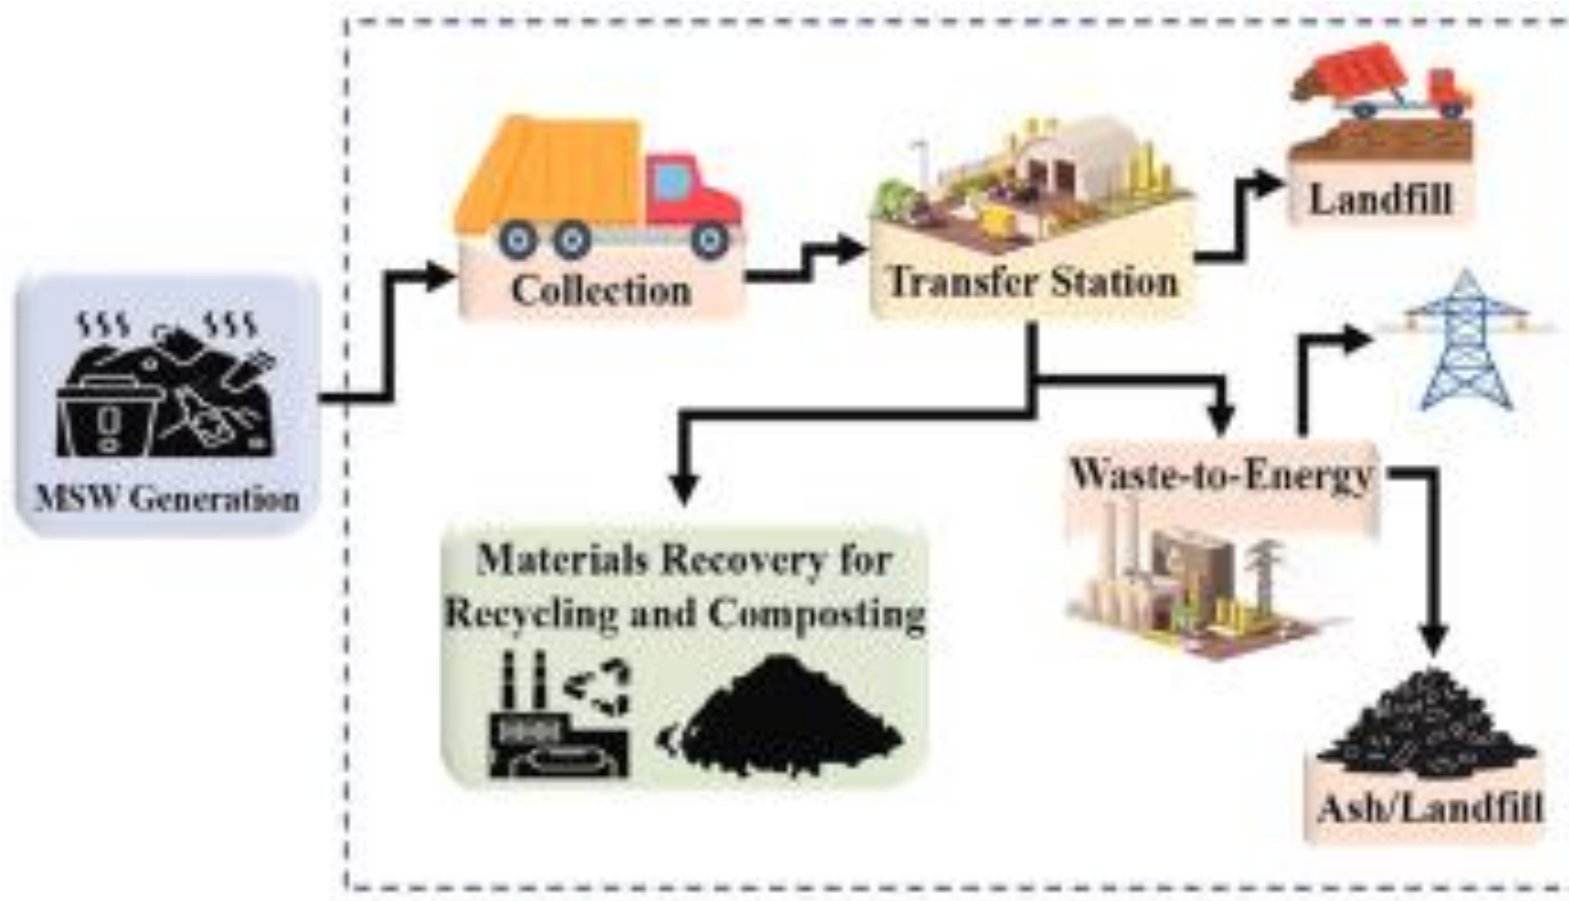 Landfill
Collection
Transfer Station
MSW Generation
Waste-to-Energy
Materials Recovery for
Recycling and Composting
Ash/Landfill